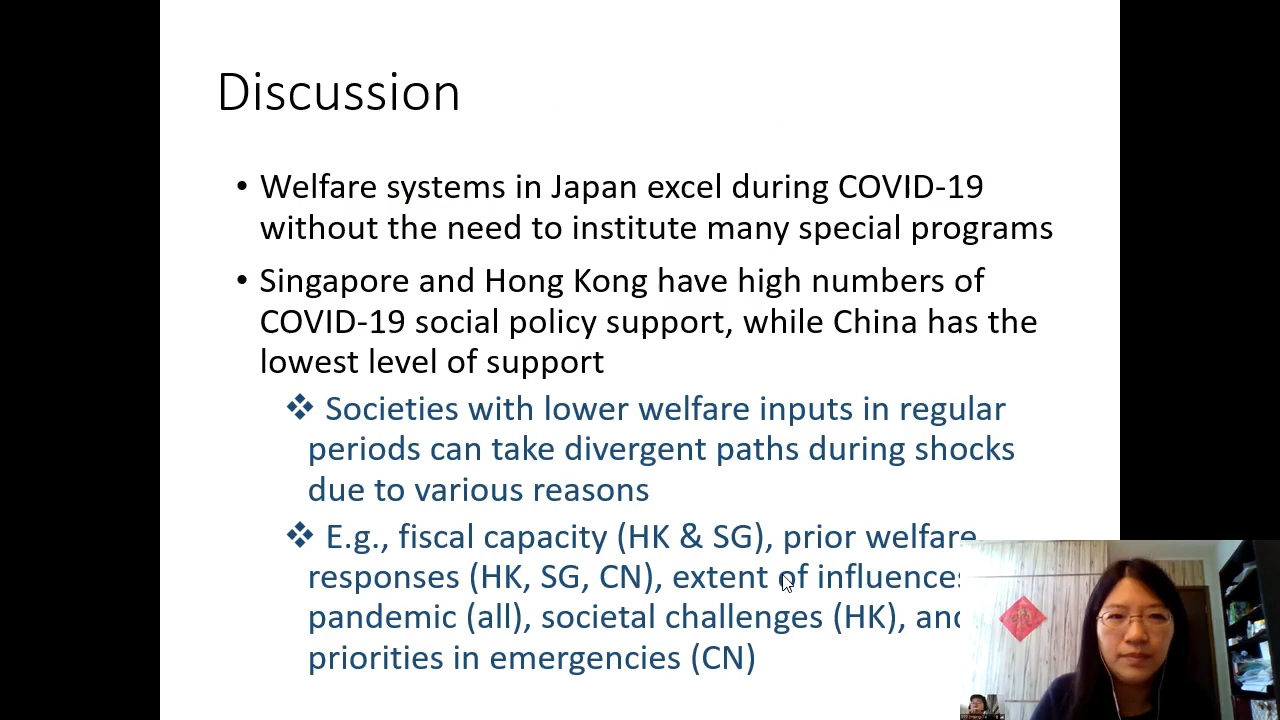 Discussion
• Welfare systems in Japan excel during COVID-19
without the need to institute many special programs
• Singapore and Hong Kong have high numbers of
COVID-19 social policy support, while China has the
lowest level of support
❖ Societies with lower welfare inputs in regular
periods can take divergent paths during shocks
due to various reasons
❖ E.g., fiscal capacity (HK & SG), prior welfare
responses (HK, SG, CN), extent of influences
pandemic (all), societal challenges (HK), and
priorities in emergencies (CN)